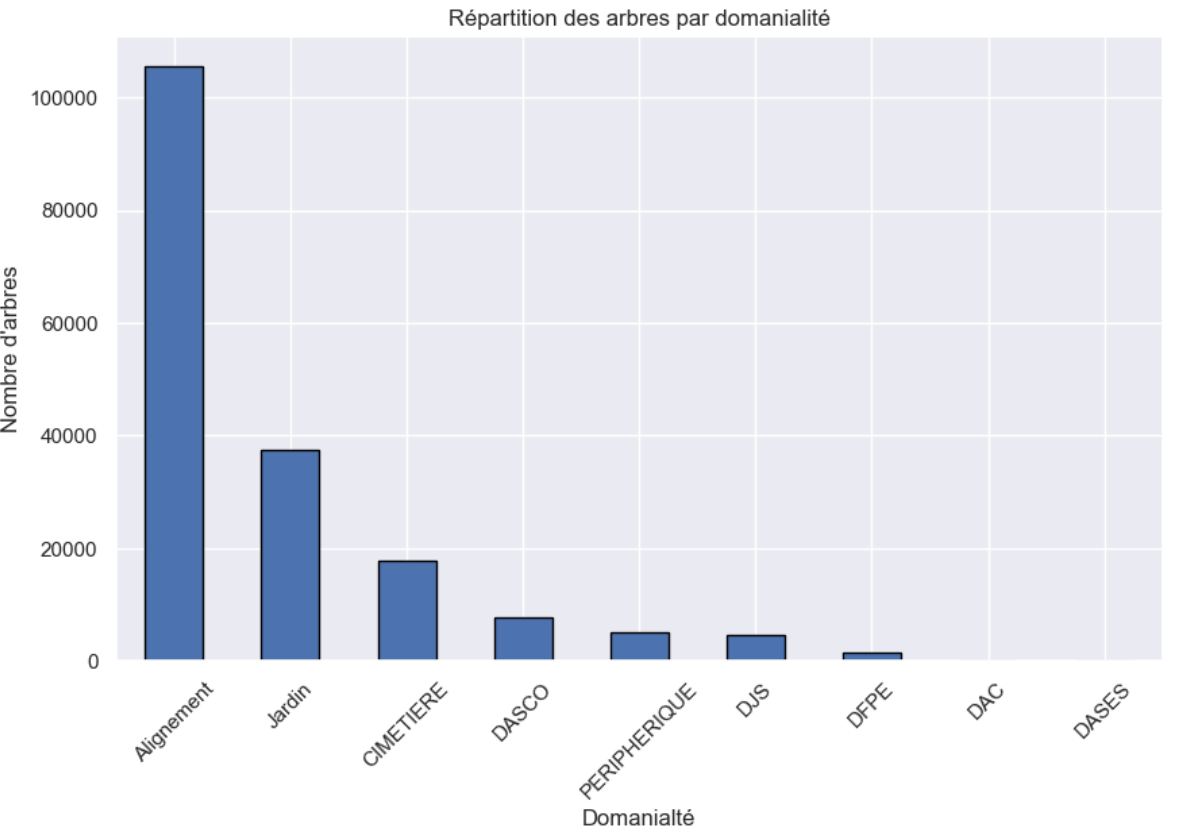 Répartition des arbres par domanialité
Nombre d'arbres
100000
80000
60000
40000
20000
0
Alignement
Jardin
CIMETIERE
DASCO
PERIPHERIQUE
DJS
DFPE
DAC
DASES
Domanialté